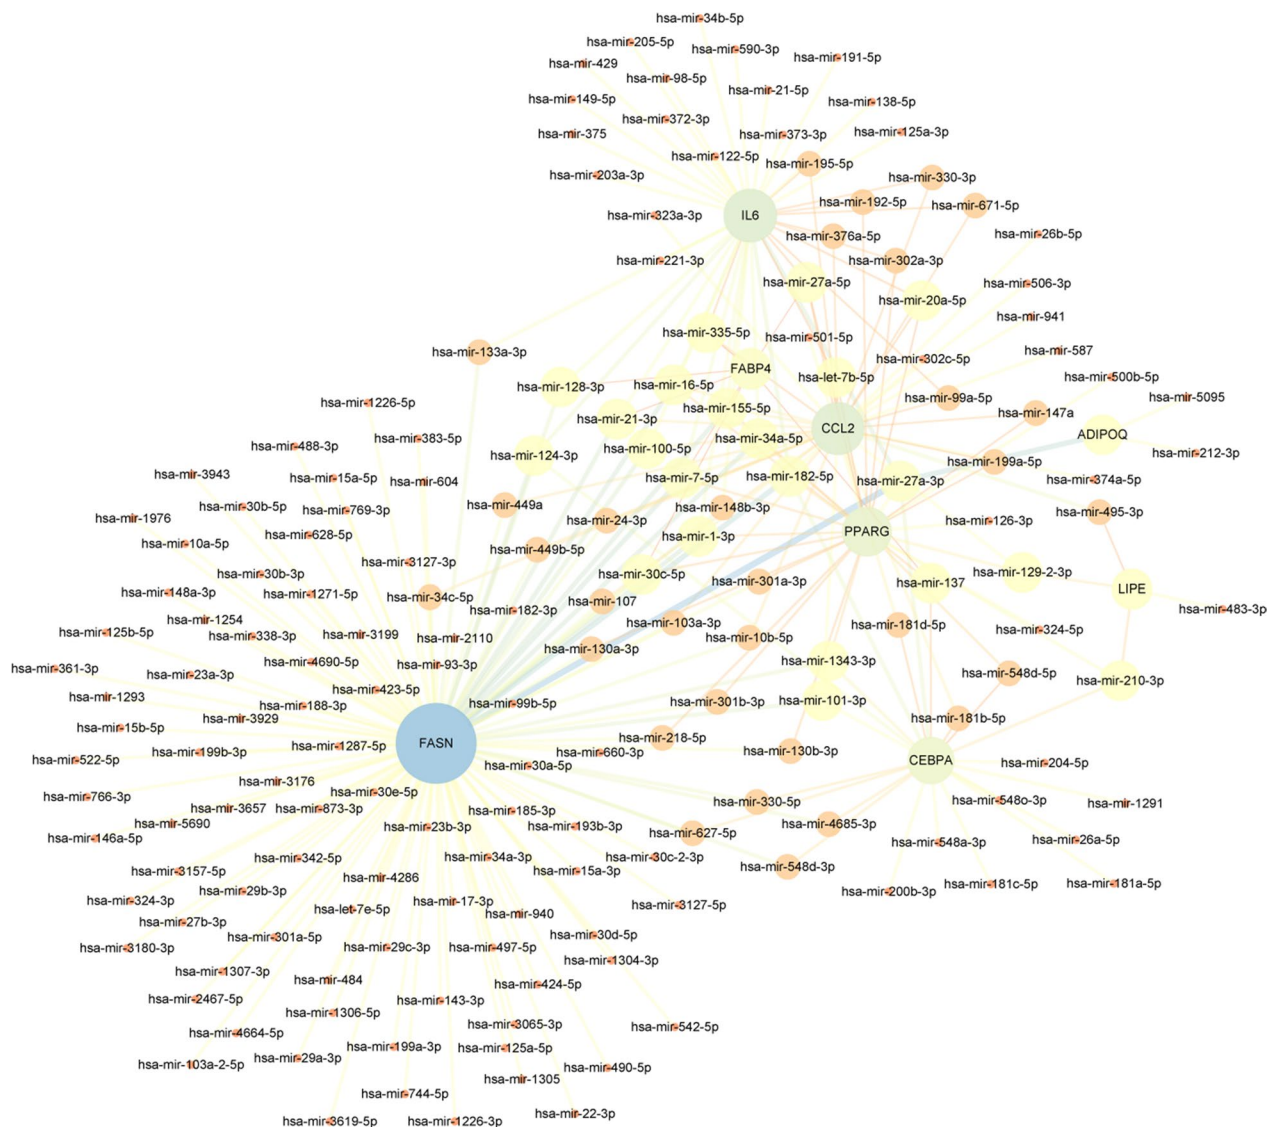 hsa-mir-34b-5p
hsa-mir-205-5p
hsa-mir-590-3p
hsa-mir-191-5p
hsa-mir-429
hsa-mir-98-5p
hsa-mir-21-5p
hsa-mir-149-5p
hsa-mir-138-5p
hsa-mir-372-3p
hsa-mir-375
hsa-mir-373-3p
hsa-mir-125a-3p
hsa-mir-122-5p
hsa-mir-195-5p
hsa-mir-203a-3p
hsa-mir-330-3p
hsa-mir-192-5p
hsa-mir-671-5p
hsa-mir-323a-3p
IL6
hsa-mir-376a-5p
hsa-mir-26b-5p
hsa-mir-221-3p
hsa-mir-302a-3p
hsa-mir-27a-5p
hsa-mir-506-3p
hsa-mir-20a-5p
hsa-mir-941
hsa-mir-335-5p
hsa-mir-501-5p
hsa-mir-133a-3p
hsa-mir-587
hsa-mir-302c-5p
FABP4
hsa-let-7b-5p
hsa-mir-500b-5p
hsa-mir-128-3p
hsa-mir-16-5p
hsa-mir-99a-5p
hsa-mir-5095
hsa-mir-1226-5p
hsa-mir-155-5p
hsa-mir-147a
hsa-mir-21-3p
CCL2
ADIPOQ
hsa-mir-488-3p
hsa-mir-383-5p
hsa-mir-34a-5p
hsa-mir-124-3p
hsa-mir-100-5p
hsa-mir-212-3p
hsa-mir-199a-5p
hsa-mir-3943
hsa-mir-15a-5p
hsa-mir-604
hsa-mir-7-5p
hsa-mir-182-5p
hsa-mir-27a-3p
hsa-mir-374a-5p
hsa-mir-30b-5p
hsa-mir-769-3p
hsa-mir-449a
hsa-mir-148b-3p
hsa-mir-495-3p
hsa-mir-1976
hsa-mir-24-3p
hsa-mir-126-3p
hsa-mir-628-5p
hsa-mir-1-3p
PPARG
hsa-mir-10a-5p
hsa-mir-449b-5p
hsa-mir-3127-3p
hsa-mir-30b-3p
hsa-mir-30c-5p
hsa-mir-301a-3p
hsa-mir-137
hsa-mir-129-2-3p
LIPE
hsa-mir-148a-3p
hsa-mir-1271-5p
hsa-mir-34c-5p
hsa-mir-107
hsa-mir-182-3p
hsa-mir-483-3p
hsa-mir-1254
hsa-mir-103a-3p
hsa-mir-181d-5p
hsa-mir-324-5p
hsa-mir-125b-5p
hsa-mir-338-3p
hsa-mir-3199
hsa-mir-2110
hsa-mir-10b-5p
hsa-mir-130a-3p
hsa-mir-4690-5p
hsa-mir-93-3p
hsa-mir-1343-3p
hsa-mir-361-3p
hsa-mir-23a-3p
hsa-mir-548d-5p
hsa-mir-210-3p
hsa-mir-423-5p
hsa-mir-1293
hsa-mir-188-3p
hsa-mir-99b-5p
hsa-mir-301b-3p
hsa-mir-101-3p
hsa-mir-3929
hsa-mir-181b-5p
hsa-mir-15b-5p
hsa-mir-218-5p
hsa-mir-1287-5p
FASN
hsa-mir-199b-3p
hsa-mir-660-3p
hsa-mir-130b-3p
hsa-mir-522-5p
CEBPA
hsa-mir-204-5p
hsa-mir-30a-5p
hsa-mir-3176
hsa-mir-30e-5p
hsa-mir-766-3p
hsa-mir-330-5p
hsa-mir-548o-3p
hsa-mir-1291
hsa-mir-3657
hsa-mir-873-3p
hsa-mir-185-3p
hsa-mir-5690
hsa-mir-23b-3p
hsa-mir-193b-3p
hsa-mir-4685-3p
hsa-mir-627-5p
hsa-mir-146a-5p
hsa-mir-548a-3p
hsa-mir-26a-5p
hsa-mir-342-5p
hsa-mir-34a-3p
hsa-mir-30c-2-3p
hsa-mir-548d-3p
hsa-mir-3157-5p
hsa-mir-15a-3p
hsa-mir-4286
hsa-mir-181c-5p
hsa-mir-181a-5p
hsa-mir-29b-3p
hsa-mir-200b-3p
hsa-mir-324-3p
hsa-mir-17-3p
hsa-mir-3127-5p
hsa-let-7e-5p
hsa-mir-940
hsa-mir-27b-3p
hsa-mir-301a-5p
hsa-mir-30d-5p
hsa-mir-3180-3p
hsa-mir-29c-3p
hsa-mir-497-5p
hsa-mir-1304-3p
hsa-mir-1307-3p
hsa-mir-484
hsa-mir-424-5p
hsa-mir-2467-5p
hsa-mir-143-3p
hsa-mir-1306-5p
hsa-mir-3065-3p
hsa-mir-542-5p
hsa-mir-4664-5p
hsa-mir-199a-3p
hsa-mir-125a-5p
hsa-mir-29a-3p
hsa-mir-103a-2-5p
hsa-mir-490-5p
hsa-mir-1305
hsa-mir-744-5p
hsa-mir-22-3p
hsa-mir-3619-5p
hsa-mir-1226-3p